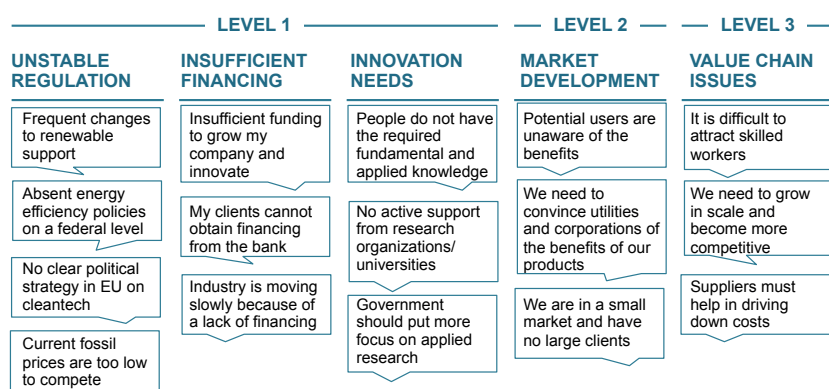 LEVEL 1
LEVEL 2
LEVEL 3
UNSTABLE
REGULATION
Frequent changes
to renewable
support
Absent energy
efficiency policies
on a federal level
No clear political
strategy in EU on
cleantech
Current fossil
prices are too low
to compete
INSUFFICIENT
FINANCING
Insufficient funding
to grow my
company and
innovate
My clients cannot
obtain financing
from the bank
Industry is moving
slowly because of
a lack of financing
INNOVATION
NEEDS
People do not have
the required
fundamental and
applied knowledge
No active support
from research
organizations/
universities
Government
should put more
focus on applied
research
MARKET
DEVELOPMENT
Potential users are
unaware of the
benefits
We need to
convince utilities
and corporations of
the benefits of our
products
We are in a small
market and have
no large clients
VALUE CHAIN
ISSUES
It is difficult to
attract skilled
workers
We need to grow
in scale and
become more
competitive
Suppliers must
help in driving
down costs